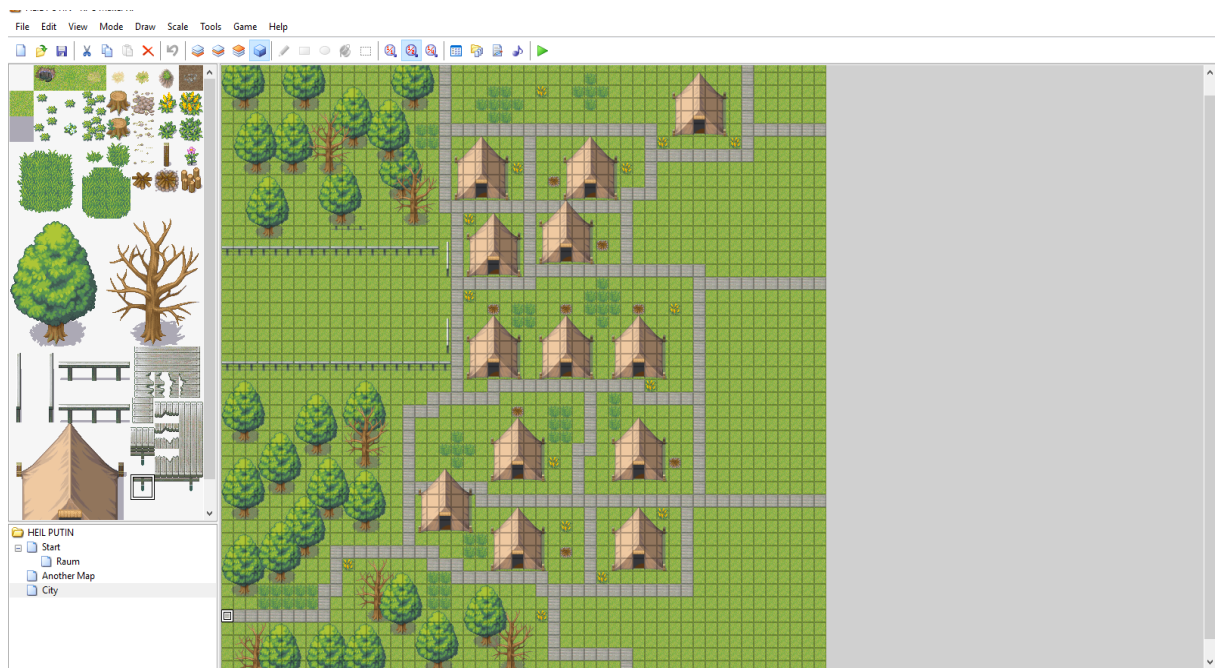 File Edit View Mode Draw Scale Tools Game Help
HEIL PUTIN
Start
Raum
Another Map
City